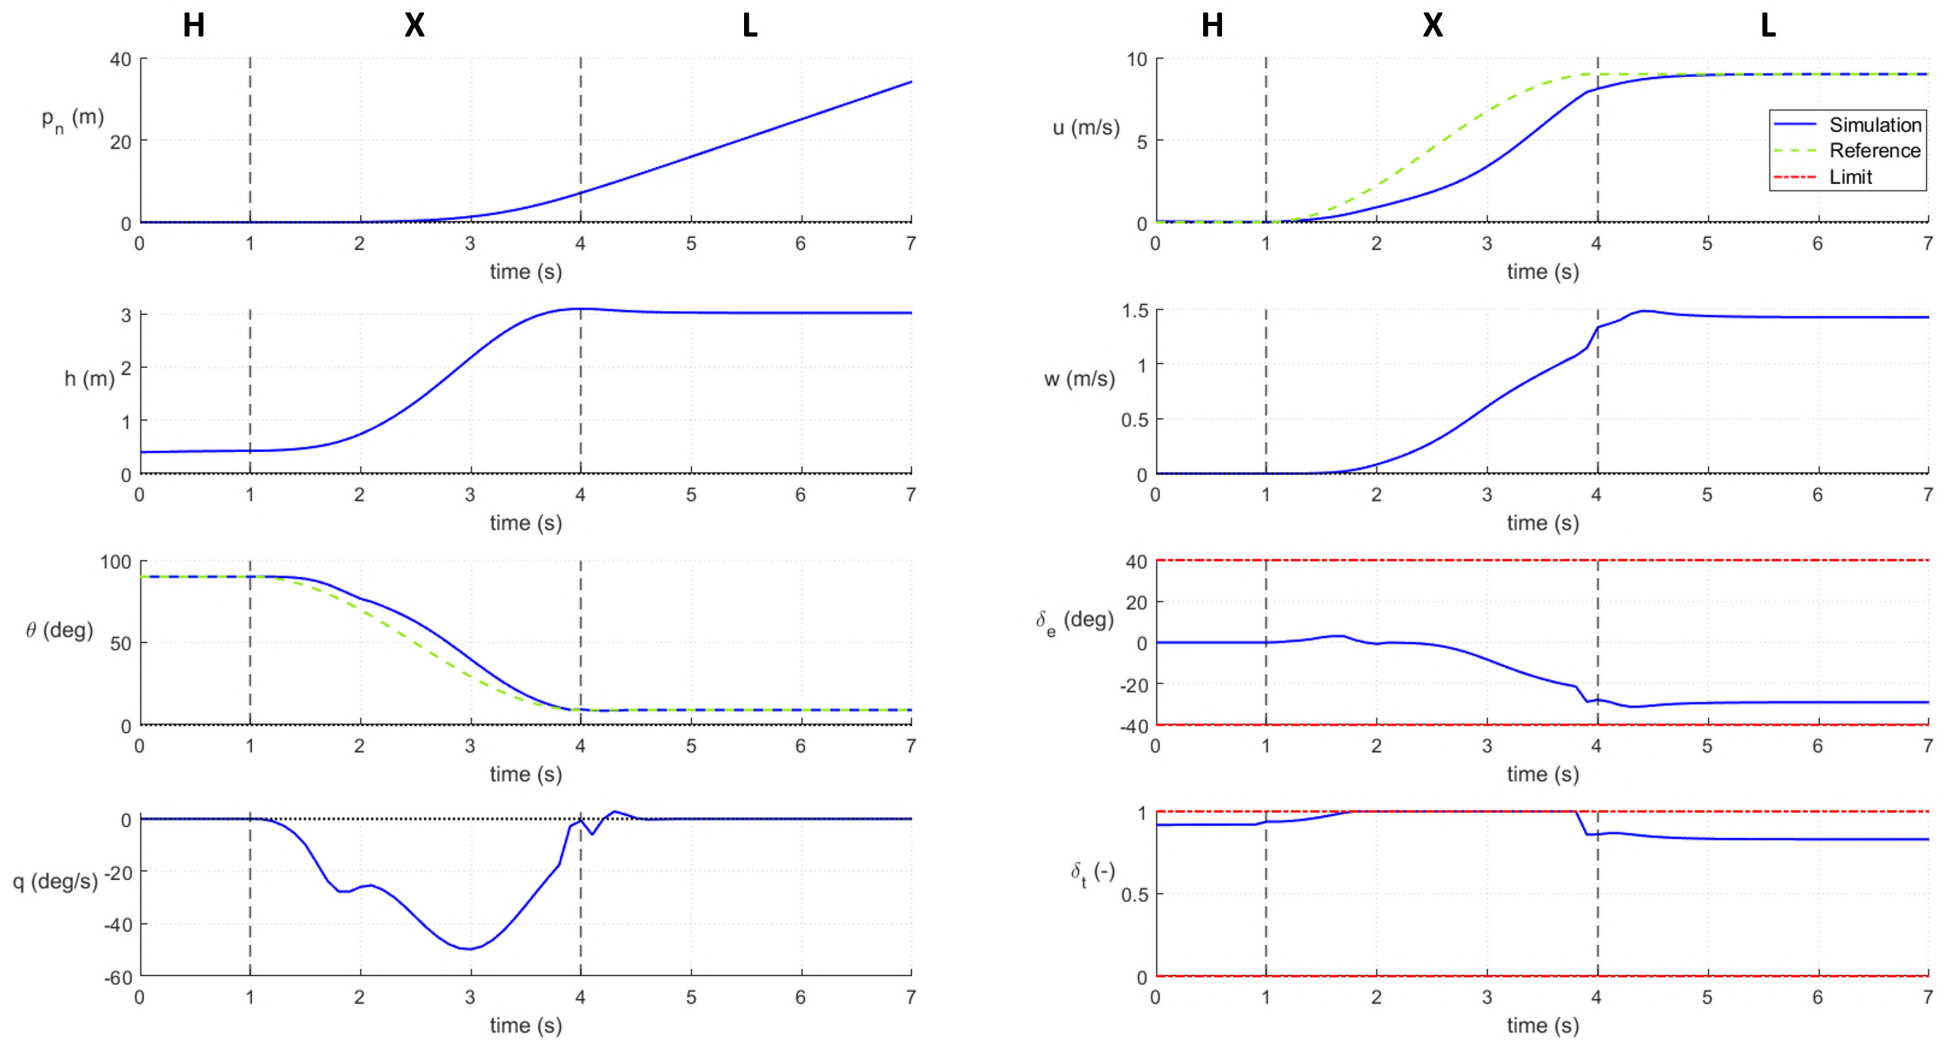 H X L
40
20
0
p_n (m)
0 1 2 3 4 5 6 7
time (s)
H X L
10
5
0
u (m/s)
Simulation
Reference
Limit
0 1 2 3 4 5 6 7
time (s)
3
2
1
0
h (m)
0 1 2 3 4 5 6 7
time (s)
1.5
1
0.5
0
w (m/s)
0 1 2 3 4 5 6 7
time (s)
100
50
0
θ (deg)
0 1 2 3 4 5 6 7
time (s)
40
20
0
-20
-40
δ_e (deg)
0 1 2 3 4 5 6 7
time (s)
0
-20
-40
-60
q (deg/s)
0 1 2 3 4 5 6 7
time (s)
1
0.5
0
δ_t (-)
0 1 2 3 4 5 6 7
time (s)